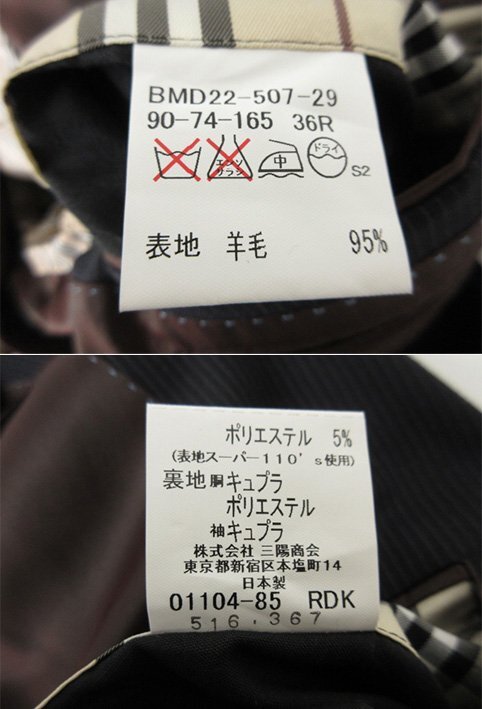 BMD22-507-29
90-74-165 36R
エンソ サラシ 中 ドライ S2
表地 羊毛 95%
ポリエステル 5%
(表地スーパー110's使用)
裏地 胴 キュプラ
ポリエステル
袖 キュプラ
株式会社 三陽商会
東京都新宿区本塩町14
日本製
01104-85 RDK
516,367